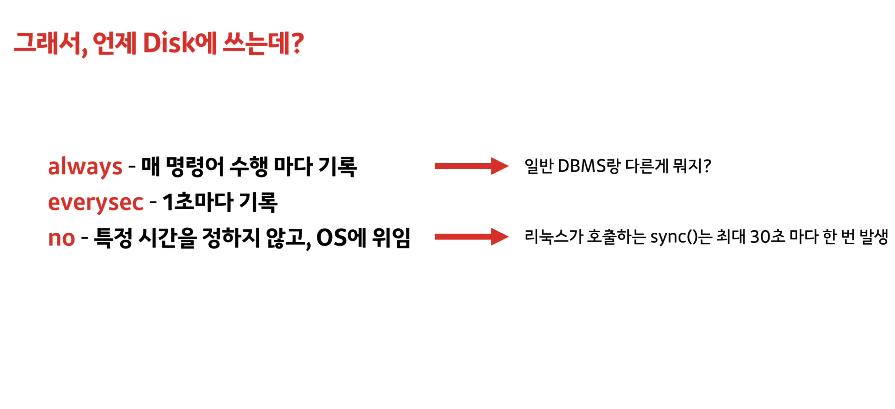 그래서, 언제 Disk에 쓰는데?
always - 매 명령어 수행 마다 기록
일반 DBMS랑 다른게 뭐지?
everysec - 1초마다 기록
no - 특정 시간을 정하지 않고, OS에 위임
리눅스가 호출하는 sync()는 최대 30초 마다 한 번 발생